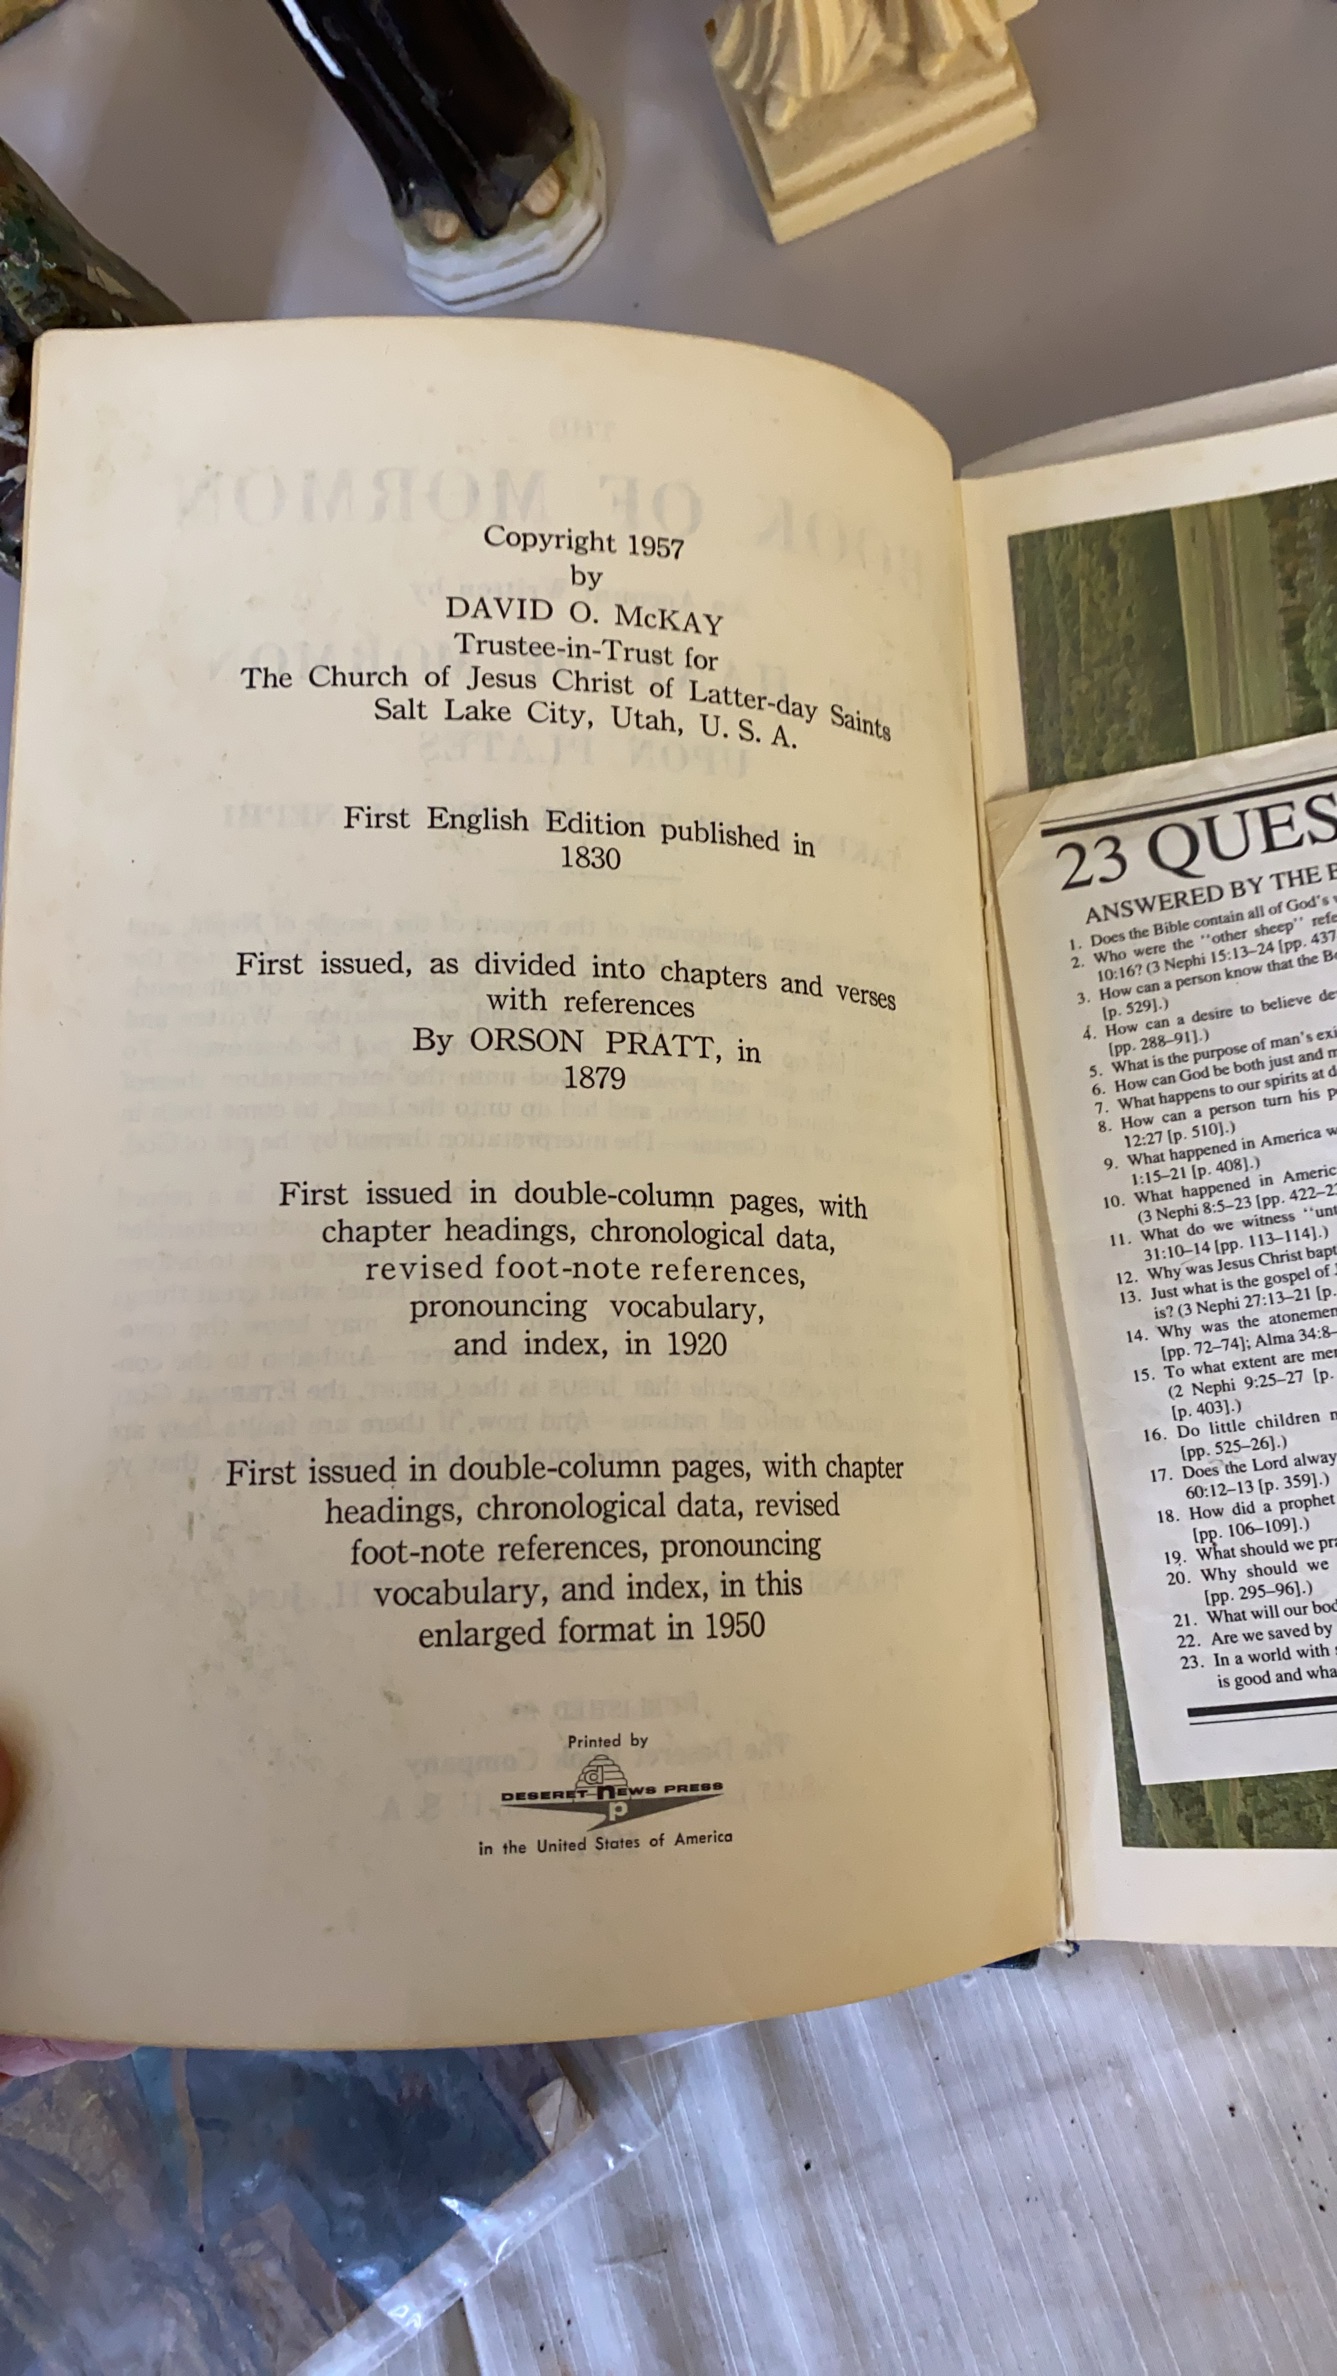 Copyright 1957
by
DAVID O. McKAY
Trustee-in-Trust for
The Church of Jesus Christ of Latter-day Saints
Salt Lake City, Utah, U. S. A.
First English Edition published in
1830
First issued, as divided into chapters and verses
with references
By ORSON PRATT, in
1879
First issued in double-column pages, with
chapter headings, chronological data,
revised foot-note references,
pronouncing vocabulary,
and index, in 1920
First issued in double-column pages, with chapter
headings, chronological data, revised
foot-note references, pronouncing
vocabulary, and index, in this
enlarged format in 1950
Printed by
d
DESERET NEWS PRESS
p
in the United States of America
23 QUES
ANSWERED BY THE
1. Does the Bible contain all of God's
2. Who were the "other sheep"
10:16? (3 Nephi 15:13–24 [pp. 437
3. How can a person know that the
[p. 529].)
4. How can a desire to believe
[pp. 288–91].)
5. What is the purpose of man's
6. How can God be both just and
7. What happens to our spirits at
8. How can a person turn his
12:27 [p. 510].)
9. What happened in America
1:15–21 [p. 408].)
10. What happened in Americ
(3 Nephi 8:5–23 [pp. 422–2
11. What do we witness "unt
31:10–14 [pp. 113–114].)
12. Why was Jesus Christ bapt
13. Just what is the gospel of
is? (3 Nephi 27:13–21 [p.
14. Why was the atonemen
[pp. 72–74]; Alma 34:8–
15. To what extent are
(2 Nephi 9:25–27 [p.
[p. 403].)
16. Do little children
[pp. 525–26].)
17. Does the Lord alway
60:12–13 [p. 359].)
18. How did a prophet
[pp. 106–109].)
19. What should we pr
20. Why should we
[pp. 295–96].)
21. What will our bod
22. Are we saved by
23. In a world with
is good and wha